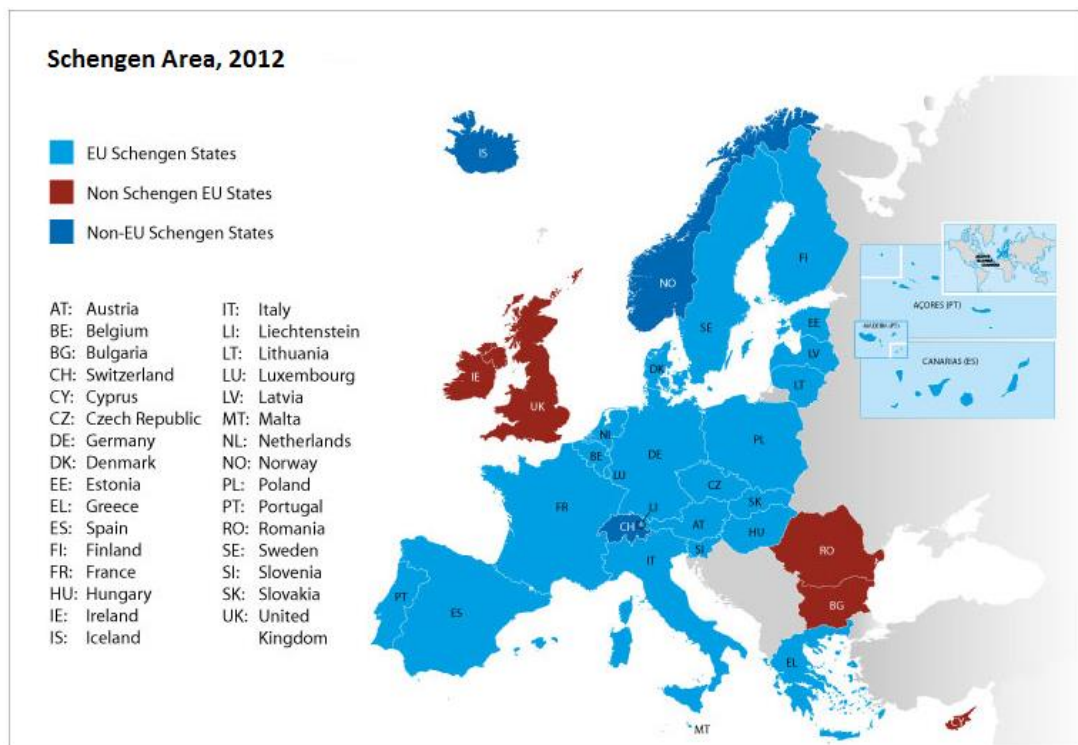 Schengen Area, 2012
EU Schengen States
Non Schengen EU States
Non-EU Schengen States
AT: Austria
BE: Belgium
BG: Bulgaria
CH: Switzerland
CY: Cyprus
CZ: Czech Republic
DE: Germany
DK: Denmark
EE: Estonia
EL: Greece
ES: Spain
FI: Finland
FR: France
HU: Hungary
IE: Ireland
IS: Iceland
IT: Italy
LI: Liechtenstein
LT: Lithuania
LU: Luxembourg
LV: Latvia
MT: Malta
NL: Netherlands
NO: Norway
PL: Poland
PT: Portugal
RO: Romania
SE: Sweden
SI: Slovenia
SK: Slovakia
UK: United
Kingdom
IS
FI
NO
SE
EE
LV
LT
DK
IE
UK
NL
BE
LU
DE
PL
CZ
SK
FR
CH
LI
AT
HU
SI
IT
RO
BG
PT
ES
EL
MT
CY
AÇORES (PT)
MADEIRA (PT)
CANARIAS (ES)